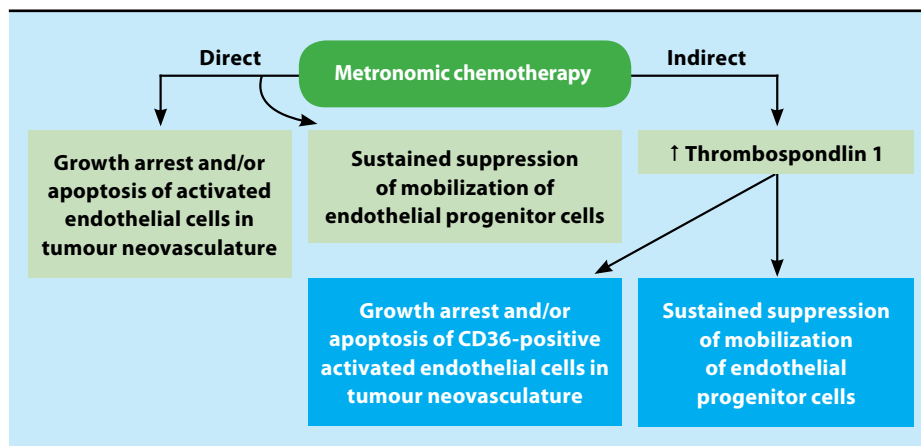 Direct
Metronomic chemotherapy
Indirect
Growth arrest and/or
apoptosis of activated
endothelial cells in
tumour neovasculature
Sustained suppression
of mobilization of
endothelial progenitor cells
↑ Thrombospondlin 1
Growth arrest and/or
apoptosis of CD36-positive
activated endothelial cells in
tumour neovasculature
Sustained suppression
of mobilization
of endothelial
progenitor cells